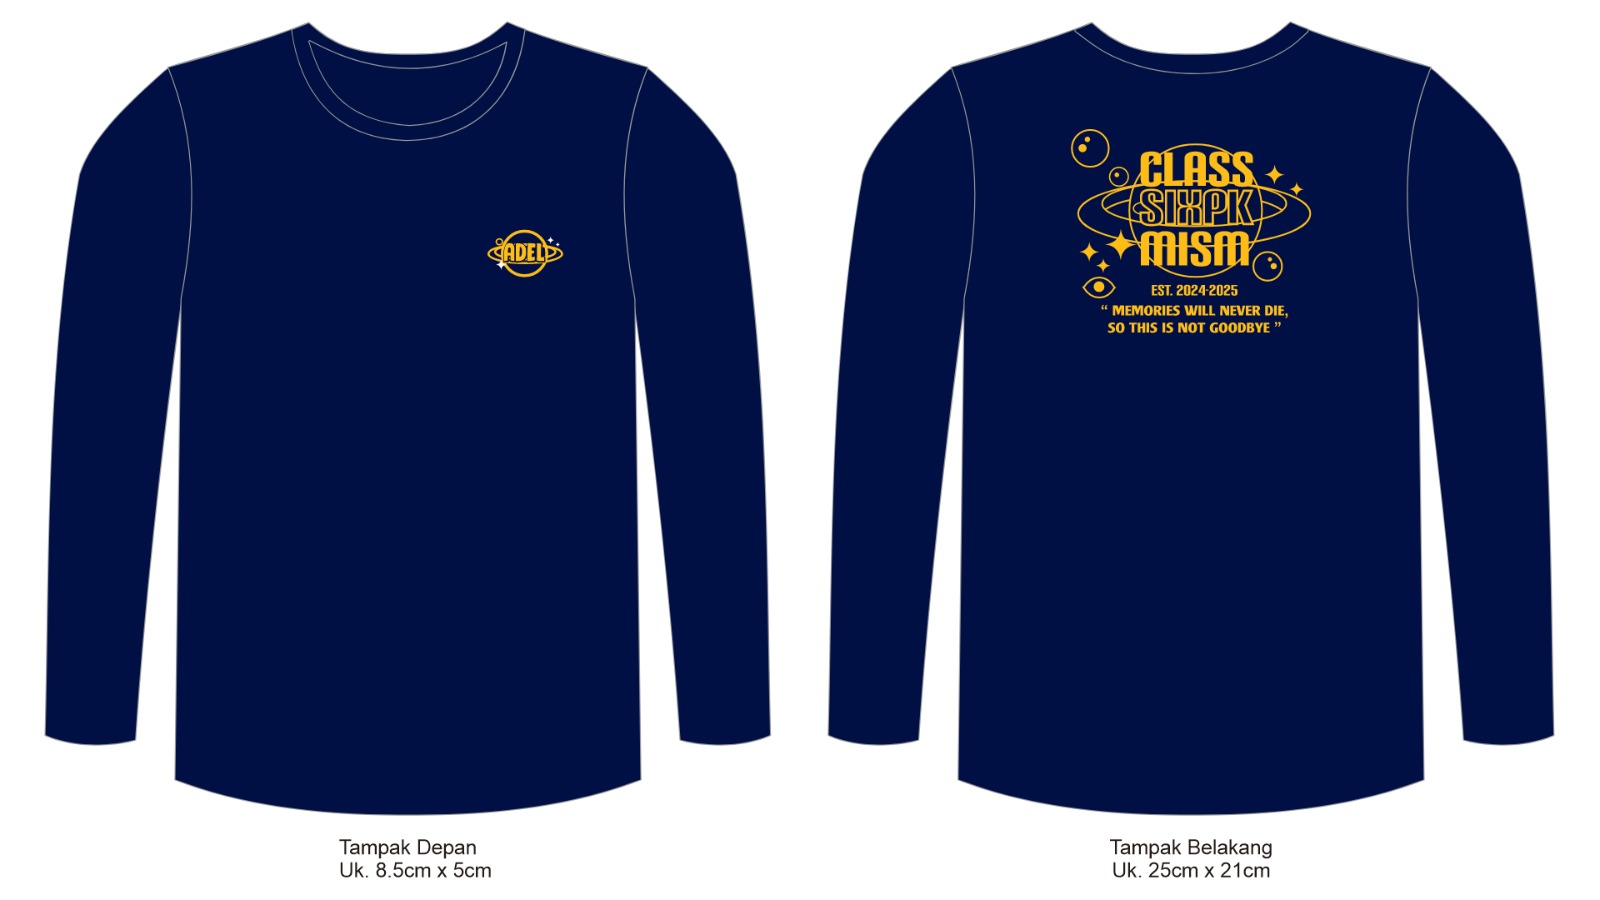 ADEL
Tampak Depan
Uk. 8.5cm x 5cm
CLASS
SIXPK
MISM
EST. 2024-2025
“ MEMORIES WILL NEVER DIE,
SO THIS IS NOT GOODBYE ”
Tampak Belakang
Uk. 25cm x 21cm